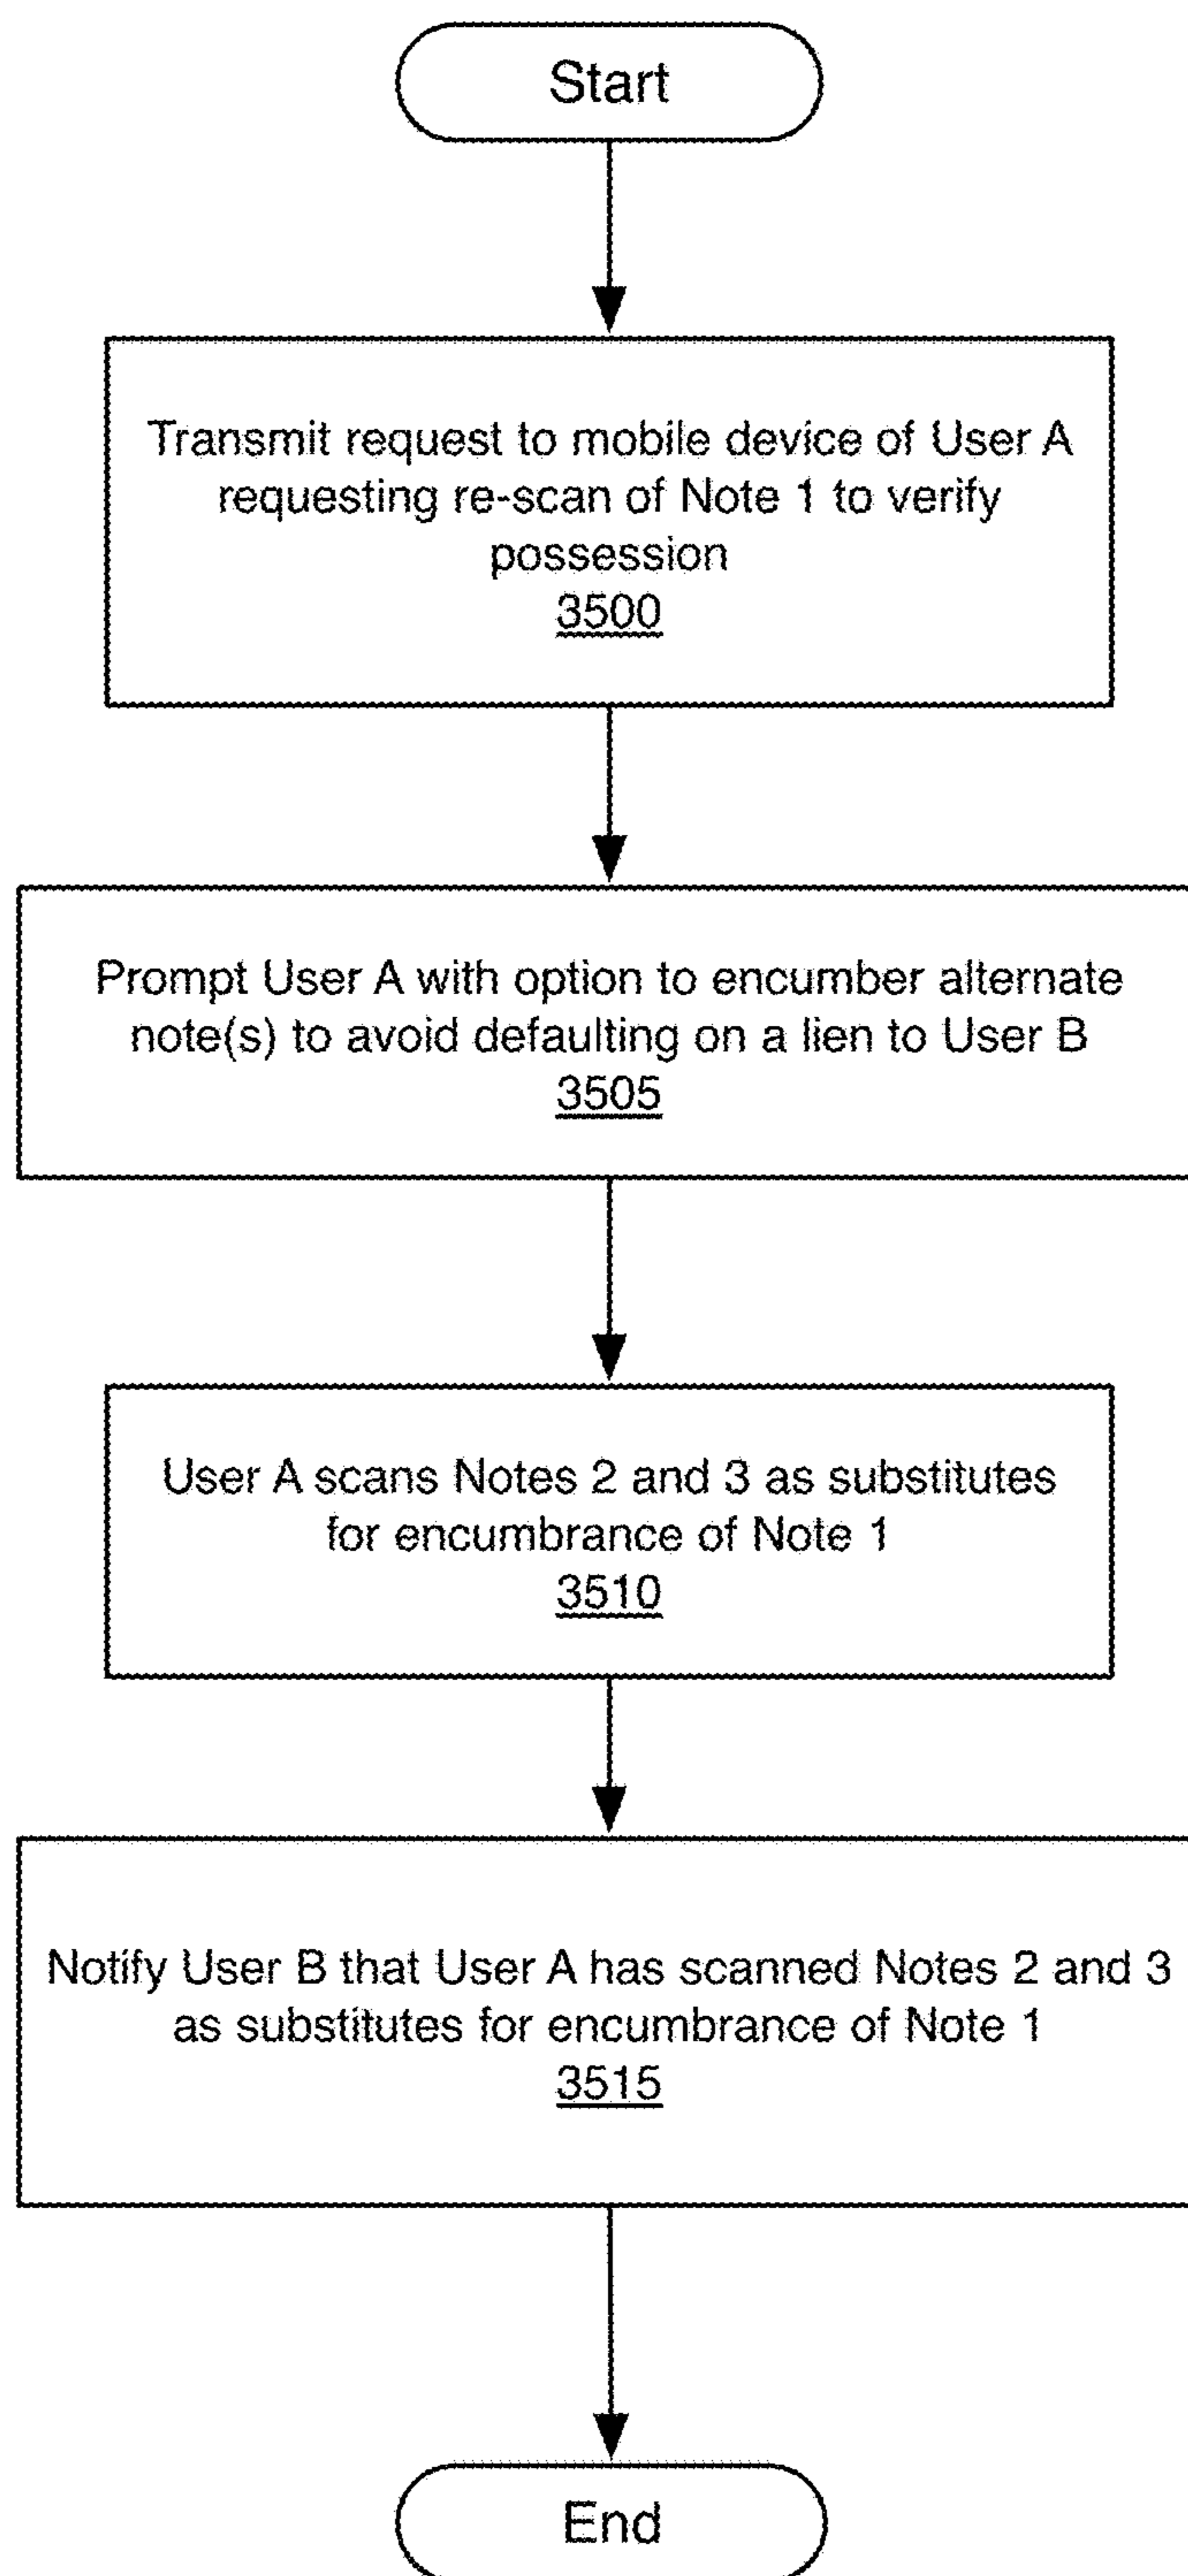 Start
Transmit request to mobile device of User A
requesting re-scan of Note 1 to verify
possession
3500
Prompt User A with option to encumber alternate
note(s) to avoid defaulting on a lien to User B
3505
User A scans Notes 2 and 3 as substitutes
for encumbrance of Note 1
3510
Notify User B that User A has scanned Notes 2 and 3
as substitutes for encumbrance of Note 1
3515
End